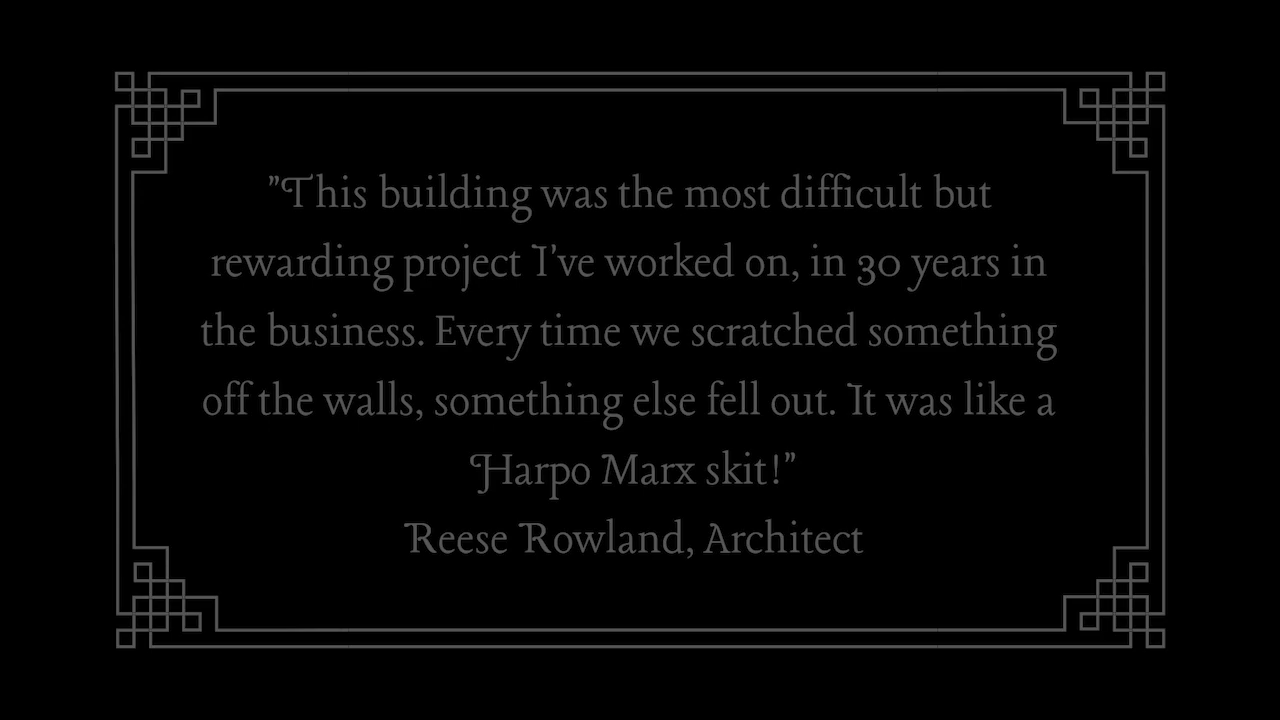 "This building was the most difficult but
rewarding project I've worked on, in 30 years in
the business. Every time we scratched something
off the walls, something else fell out. It was like a
Harpo Marx skit!"
Reese Rowland, Architect